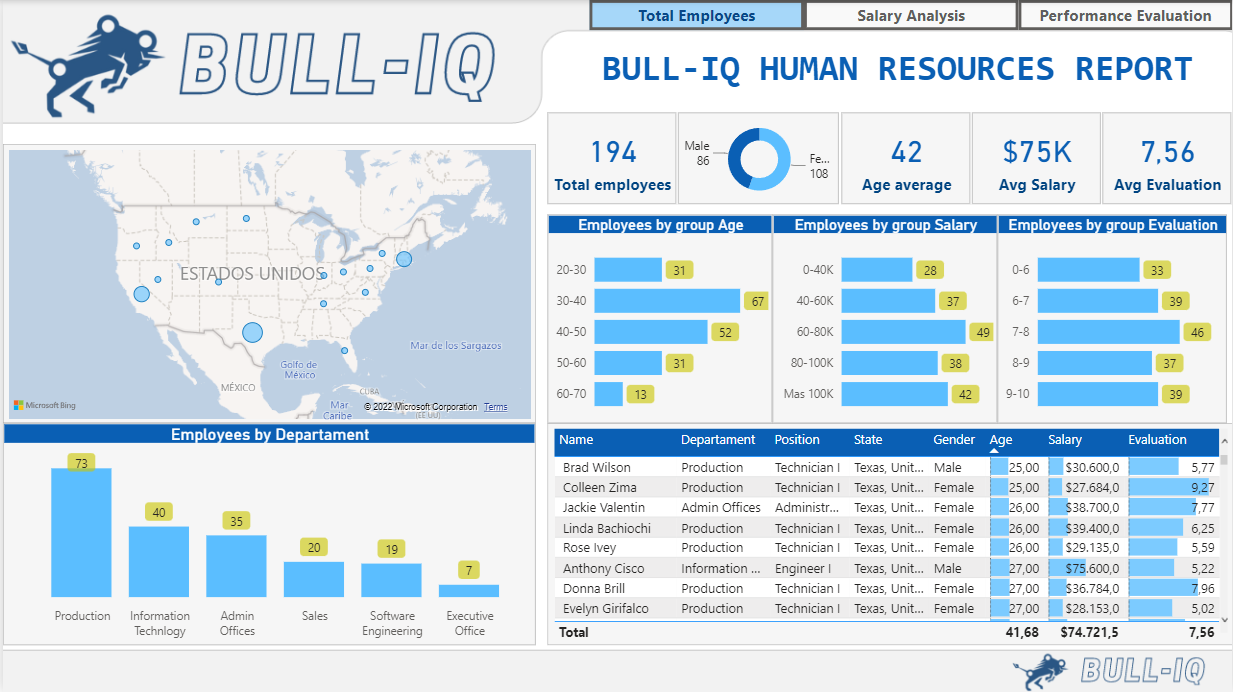 Total Employees
Salary Analysis
Performance Evaluation
BULL-IQ
BULL-IQ HUMAN RESOURCES REPORT
194
Total employees
Male
86
Fe...
108
42
Age average
$75K
Avg Salary
7,56
Avg Evaluation
ESTADOS UNIDOS
Mar de los Sargazos
Golfo de
México
MÉXICO
CUBA
Mar
Caribe
(EE UU)
Microsoft Bing
© 2022 Microsoft Corporation Terms
Employees by group Age
20-30 31
30-40 67
40-50 52
50-60 31
60-70 13
Employees by group Salary
0-40K 28
40-60K 37
60-80K 49
80-100K 38
Mas 100K 42
Employees by group Evaluation
0-6 33
6-7 39
7-8 46
8-9 37
9-10 39
Employees by Departament
73
40
35
20
19
7
Production
Information
Technlogy
Admin
Offices
Sales
Software
Engineering
Executive
Office
Name Departament Position State Gender Age Salary Evaluation
Brad Wilson Production Technician I Texas, Unit... Male 25,00 $30.600,0 5,77
Colleen Zima Production Technician I Texas, Unit... Female 25,00 $27.684,0 9,27
Jackie Valentin Admin Offices Administr... Texas, Unit... Female 26,00 $38.700,0 7,77
Linda Bachiochi Production Technician I Texas, Unit... Female 26,00 $39.400,0 6,25
Rose Ivey Production Technician I Texas, Unit... Female 26,00 $29.135,0 5,59
Anthony Cisco Information ... Engineer I Texas, Unit... Male 27,00 $75.600,0 5,22
Donna Brill Production Technician I Texas, Unit... Female 27,00 $36.784,0 7,96
Evelyn Girifalco Production Technician I Texas, Unit... Female 27,00 $28.153,0 5,02
Total 41,68 $74.721,5 7,56
BULL-IQ